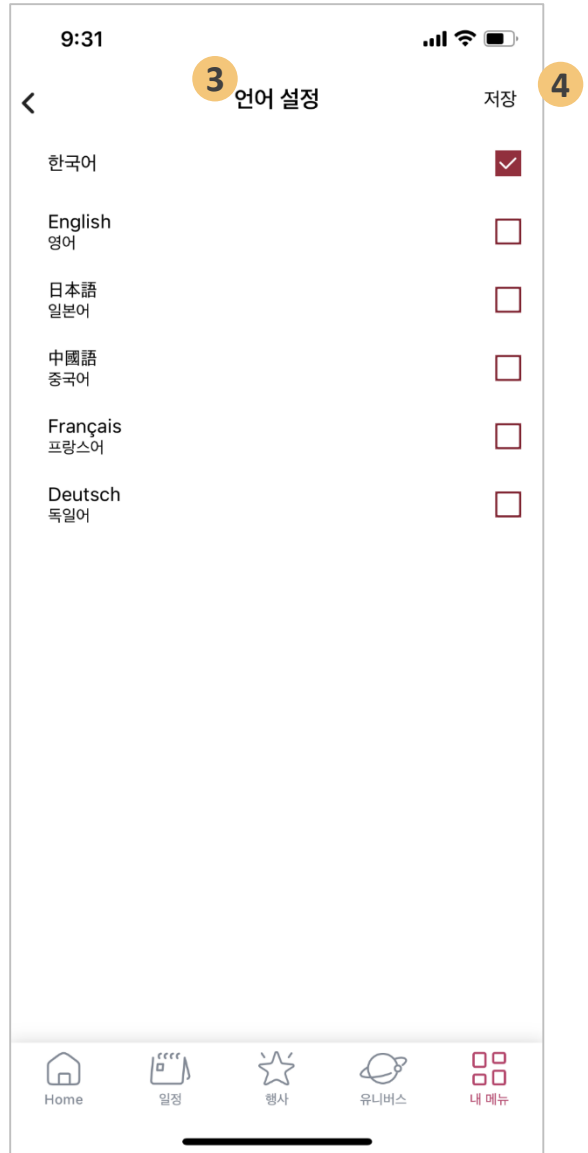 9:31
3
언어 설정
저장
4
한국어
English
영어
日本語
일본어
中國語
중국어
Français
프랑스어
Deutsch
독일어
Home
일정
행사
유니버스
내 메뉴